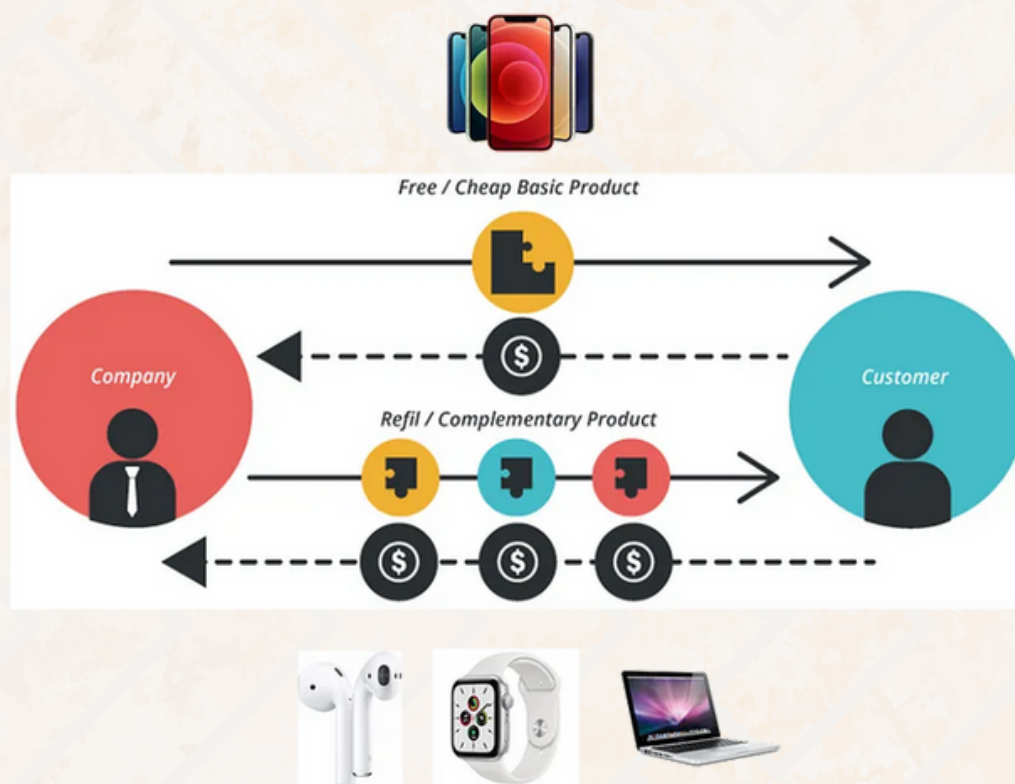 Free / Cheap Basic Product
$
Company
Customer
Refil / Complementary Product
$ $ $